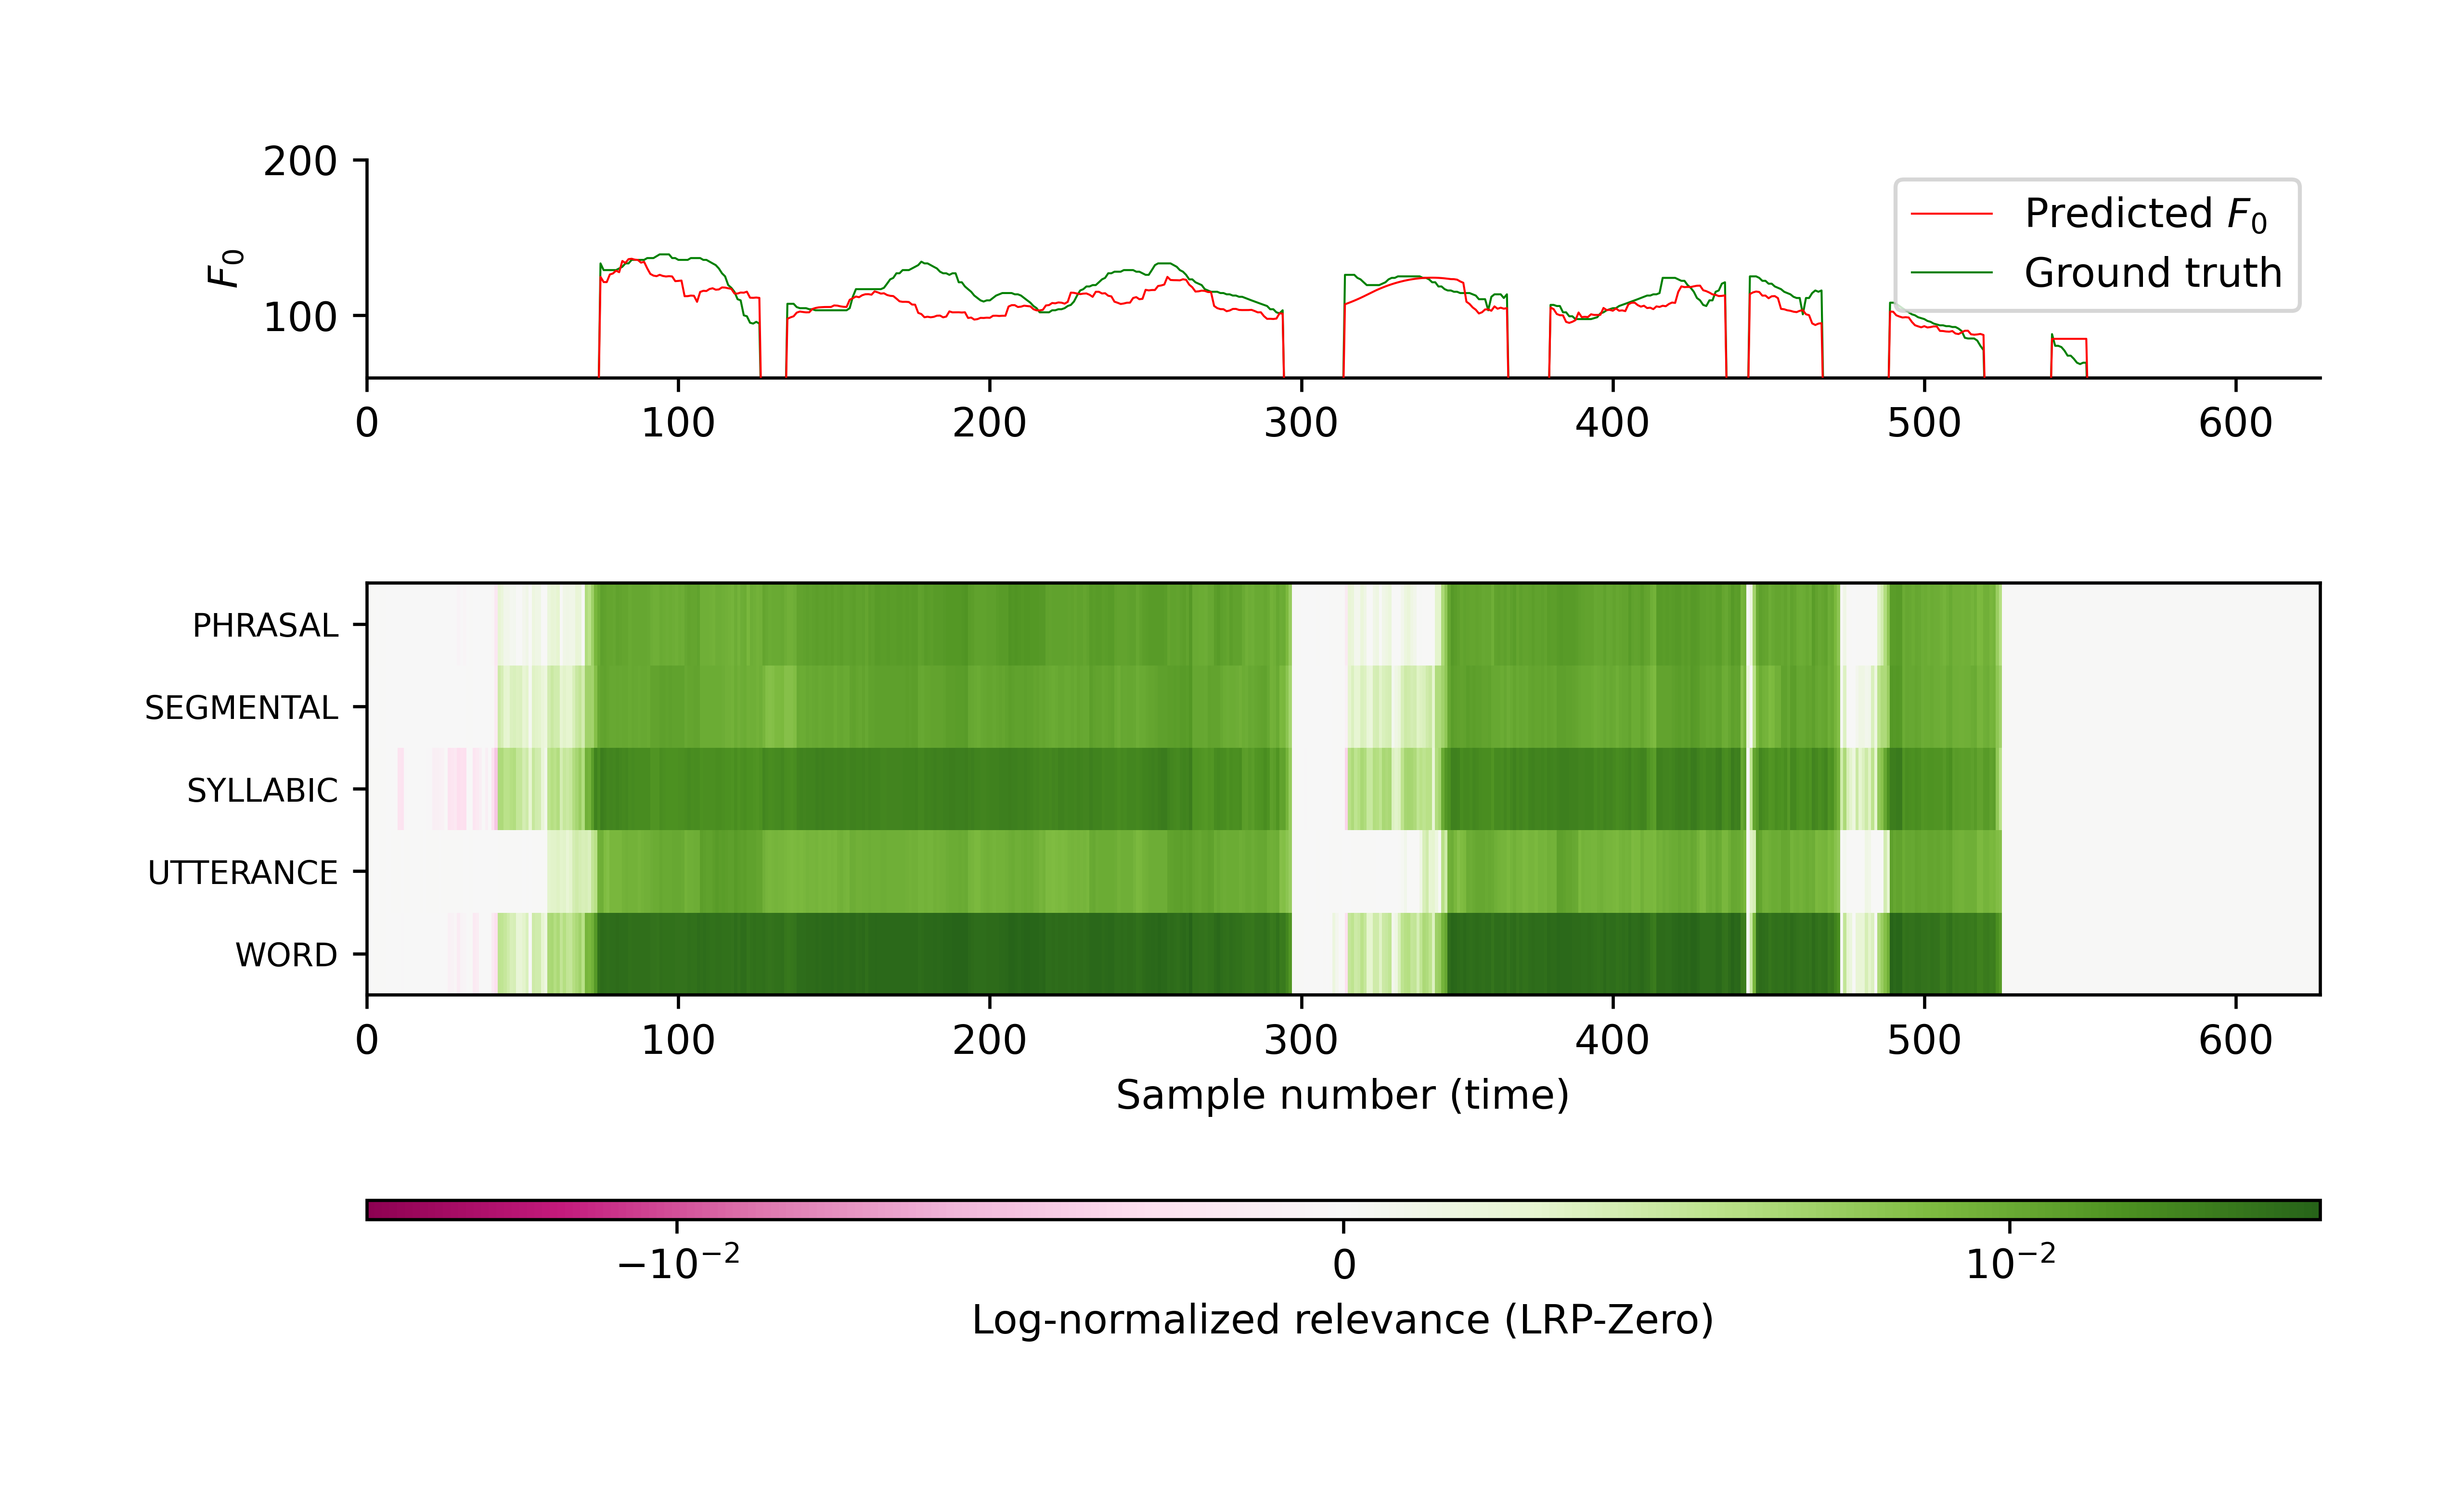 200
100
F₀
Predicted F₀
Ground truth
0 100 200 300 400 500 600
PHRASAL
SEGMENTAL
SYLLABIC
UTTERANCE
WORD
0 100 200 300 400 500 600
Sample number (time)
−10⁻² 0 10⁻²
Log-normalized relevance (LRP-Zero)